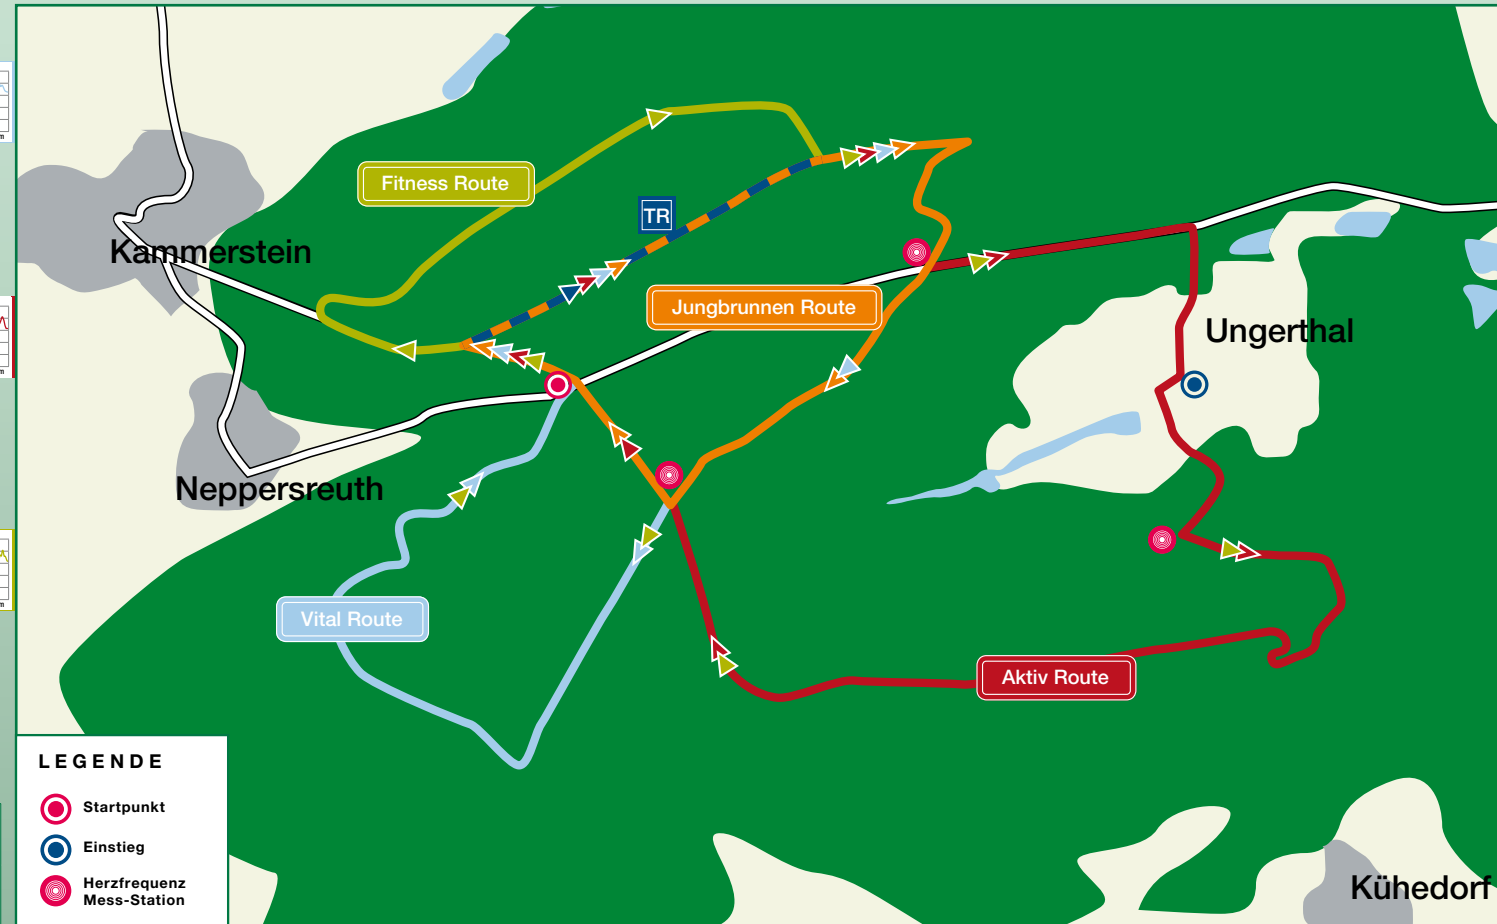 Fitness Route
TR
Kammerstein
Jungbrunnen Route
Ungerthal
Neppersreuth
Vital Route
Aktiv Route
LEGENDE
Startpunkt
Einstieg
Herzfrequenz
Mess-Station
Kühedorf
m
m
m